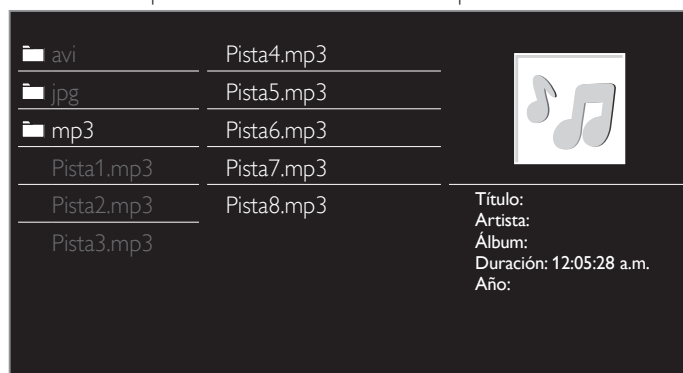 avi
jpg
mp3
Pista1.mp3
Pista2.mp3
Pista3.mp3
Pista4.mp3
Pista5.mp3
Pista6.mp3
Pista7.mp3
Pista8.mp3
Título:
Artista:
Álbum:
Duración: 12:05:28 a.m.
Año: